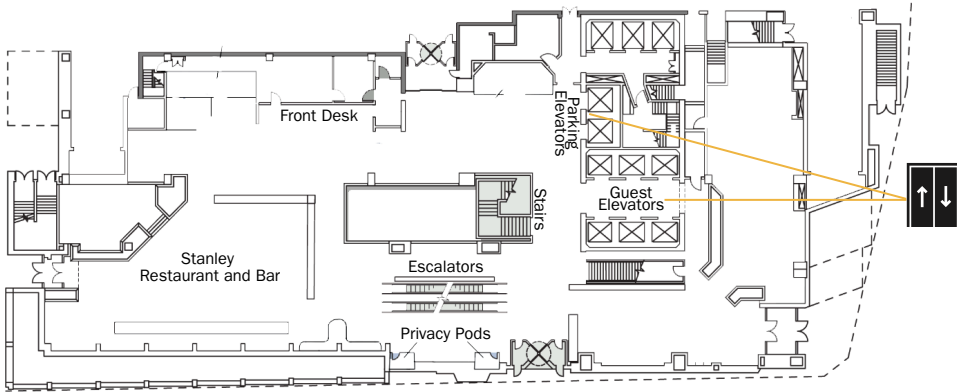 Front Desk
Parking
Elevators
Guest
Elevators
Stairs
Stanley
Restaurant and Bar
Escalators
Privacy Pods